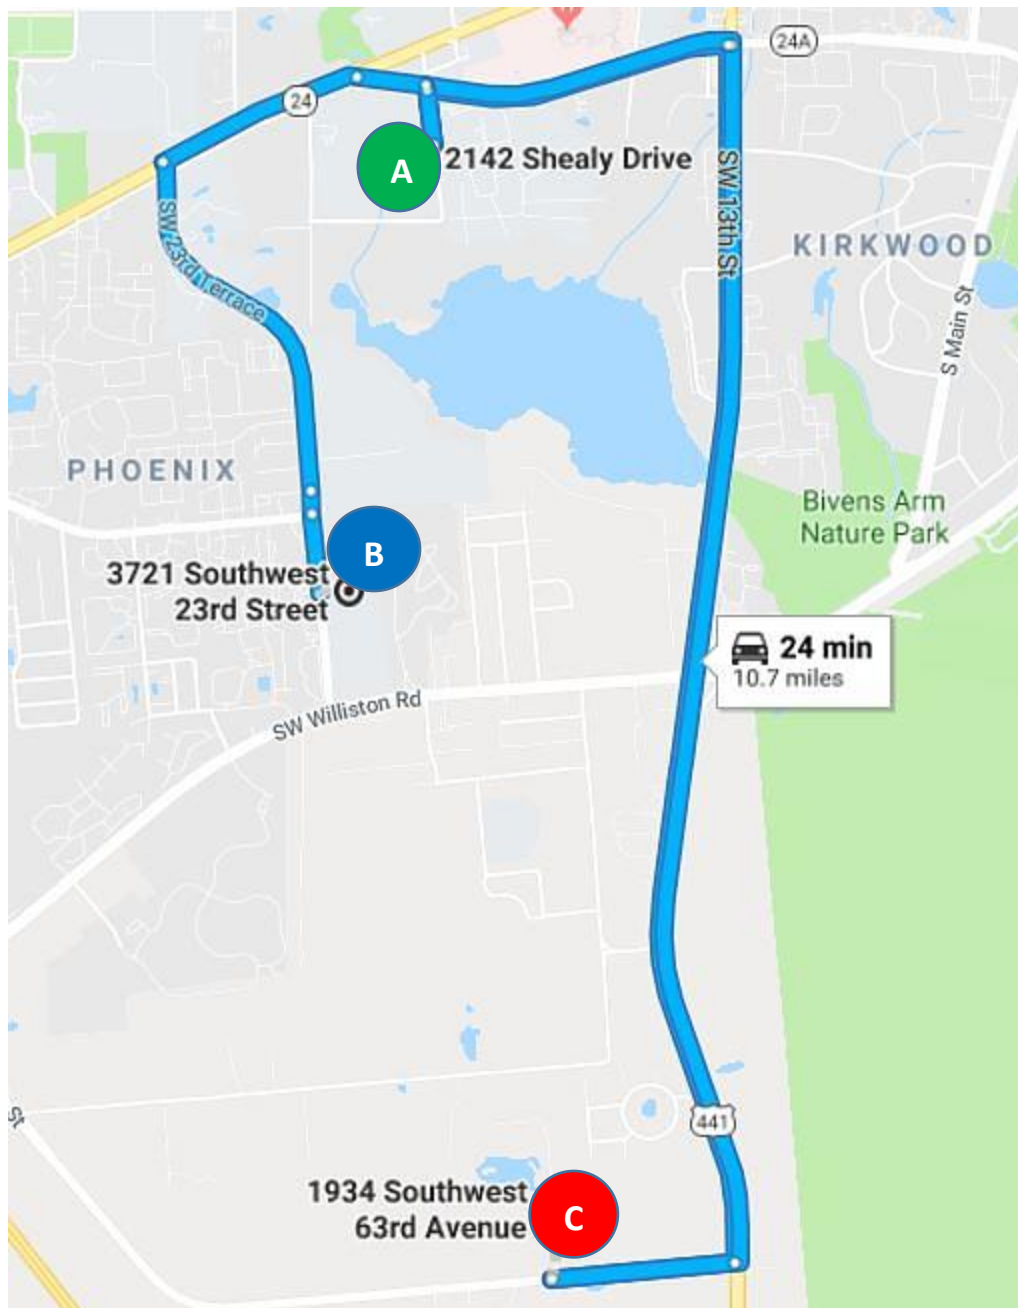 24A
24
A
2142 Shealy Drive
SW 13th St
KIRKWOOD
SW 23rd Terrace
S Main St
PHOENIX
Bivens Arm
Nature Park
B
3721 Southwest
23rd Street
24 min
10.7 miles
SW Williston Rd
St
441
1934 Southwest
63rd Avenue
C